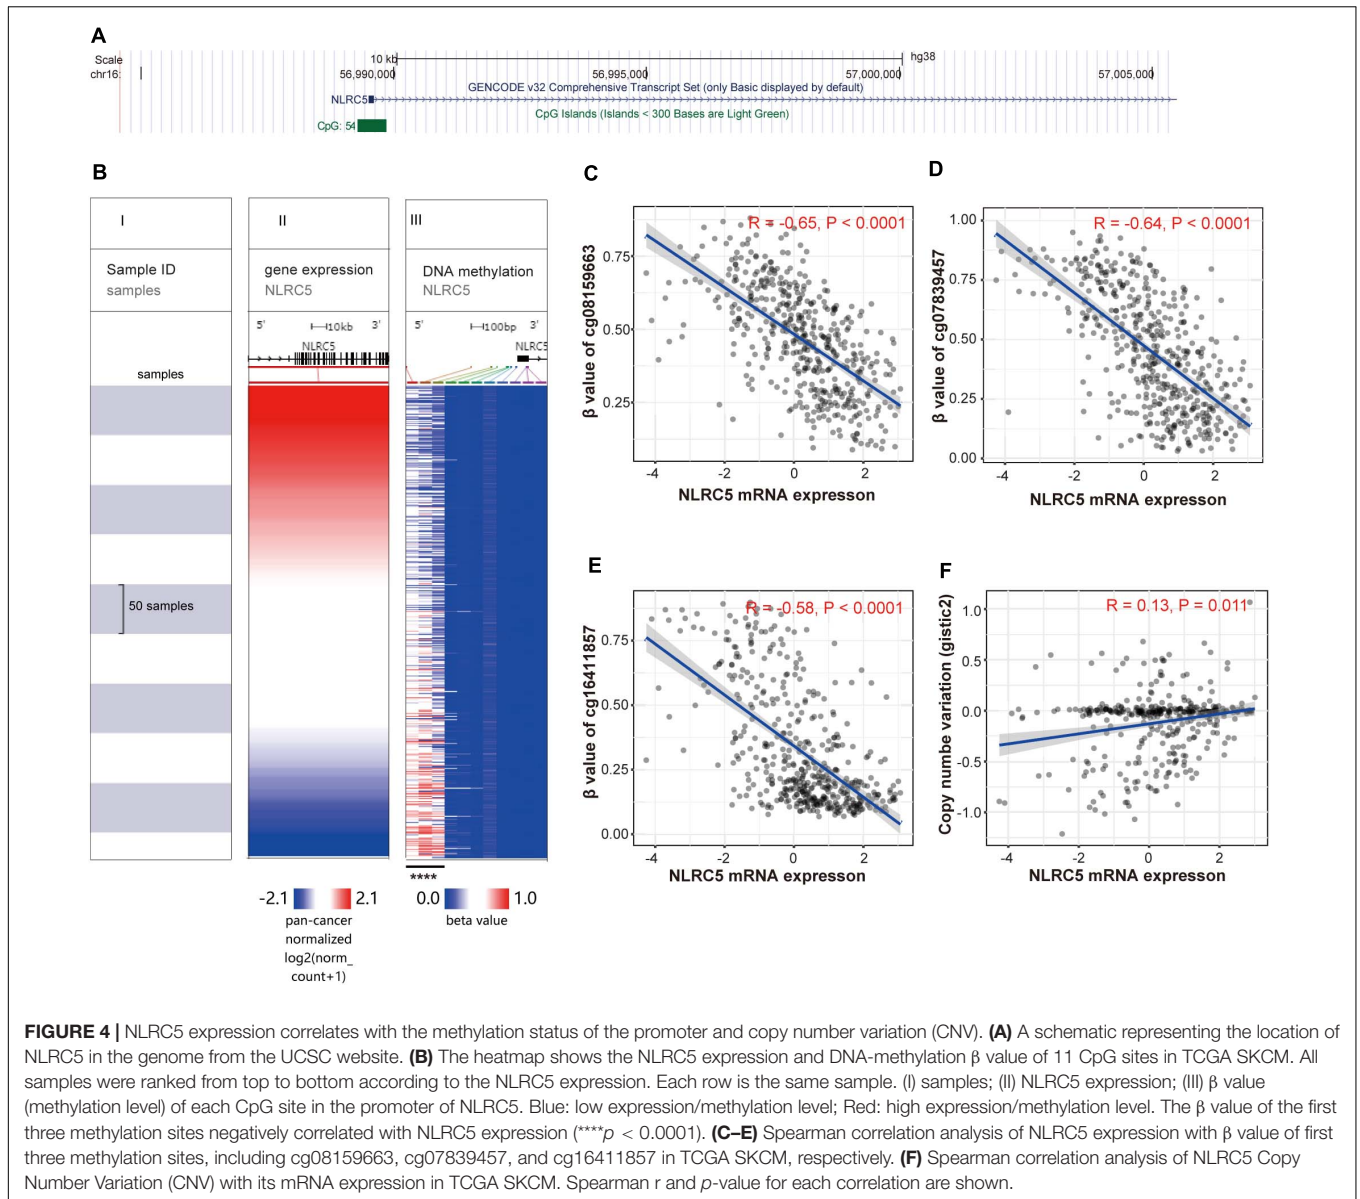 A
Scale
chr16:
10 kb
hg38
56,990,000
56,995,000
57,000,000
57,005,000
GENCODE v32 Comprehensive Transcript Set (only Basic displayed by default)
NLRC5
CpG Islands (Islands < 300 Bases are Light Green)
CpG: 54
B
I
II
III
Sample ID
samples
gene expression
NLRC5
DNA methylation
NLRC5
5'
10kb
3'
NLRC5
5'
100bp
3'
NLRC5
samples
50 samples
****
-2.1
2.1
pan-cancer
normalized
log2(norm_
count+1)
0.0
1.0
beta value
C
R = -0.65, P < 0.0001
β value of cg08159663
0.75
0.50
0.25
-4
-2
0
2
NLRC5 mRNA expresson
D
R = -0.64, P < 0.0001
β value of cg07839457
1.00
0.75
0.50
0.25
0.00
-4
-2
0
2
NLRC5 mRNA expresson
E
R = -0.58, P < 0.0001
β value of cg16411857
0.75
0.50
0.25
0.00
-4
-2
0
2
NLRC5 mRNA expresson
F
R = 0.13, P = 0.011
Copy numbe variation (gistic2)
1.0
0.5
0.0
-0.5
-1.0
-4
-2
0
2
NLRC5 mRNA expresson
FIGURE 4 | NLRC5 expression correlates with the methylation status of the promoter and copy number variation (CNV). (A) A schematic representing the location of
NLRC5 in the genome from the UCSC website. (B) The heatmap shows the NLRC5 expression and DNA-methylation β value of 11 CpG sites in TCGA SKCM. All
samples were ranked from top to bottom according to the NLRC5 expression. Each row is the same sample. (I) samples; (II) NLRC5 expression; (III) β value
(methylation level) of each CpG site in the promoter of NLRC5. Blue: low expression/methylation level; Red: high expression/methylation level. The β value of the first
three methylation sites negatively correlated with NLRC5 expression (****p < 0.0001). (C–E) Spearman correlation analysis of NLRC5 expression with β value of first
three methylation sites, including cg08159663, cg07839457, and cg16411857 in TCGA SKCM, respectively. (F) Spearman correlation analysis of NLRC5 Copy
Number Variation (CNV) with its mRNA expression in TCGA SKCM. Spearman r and p-value for each correlation are shown.